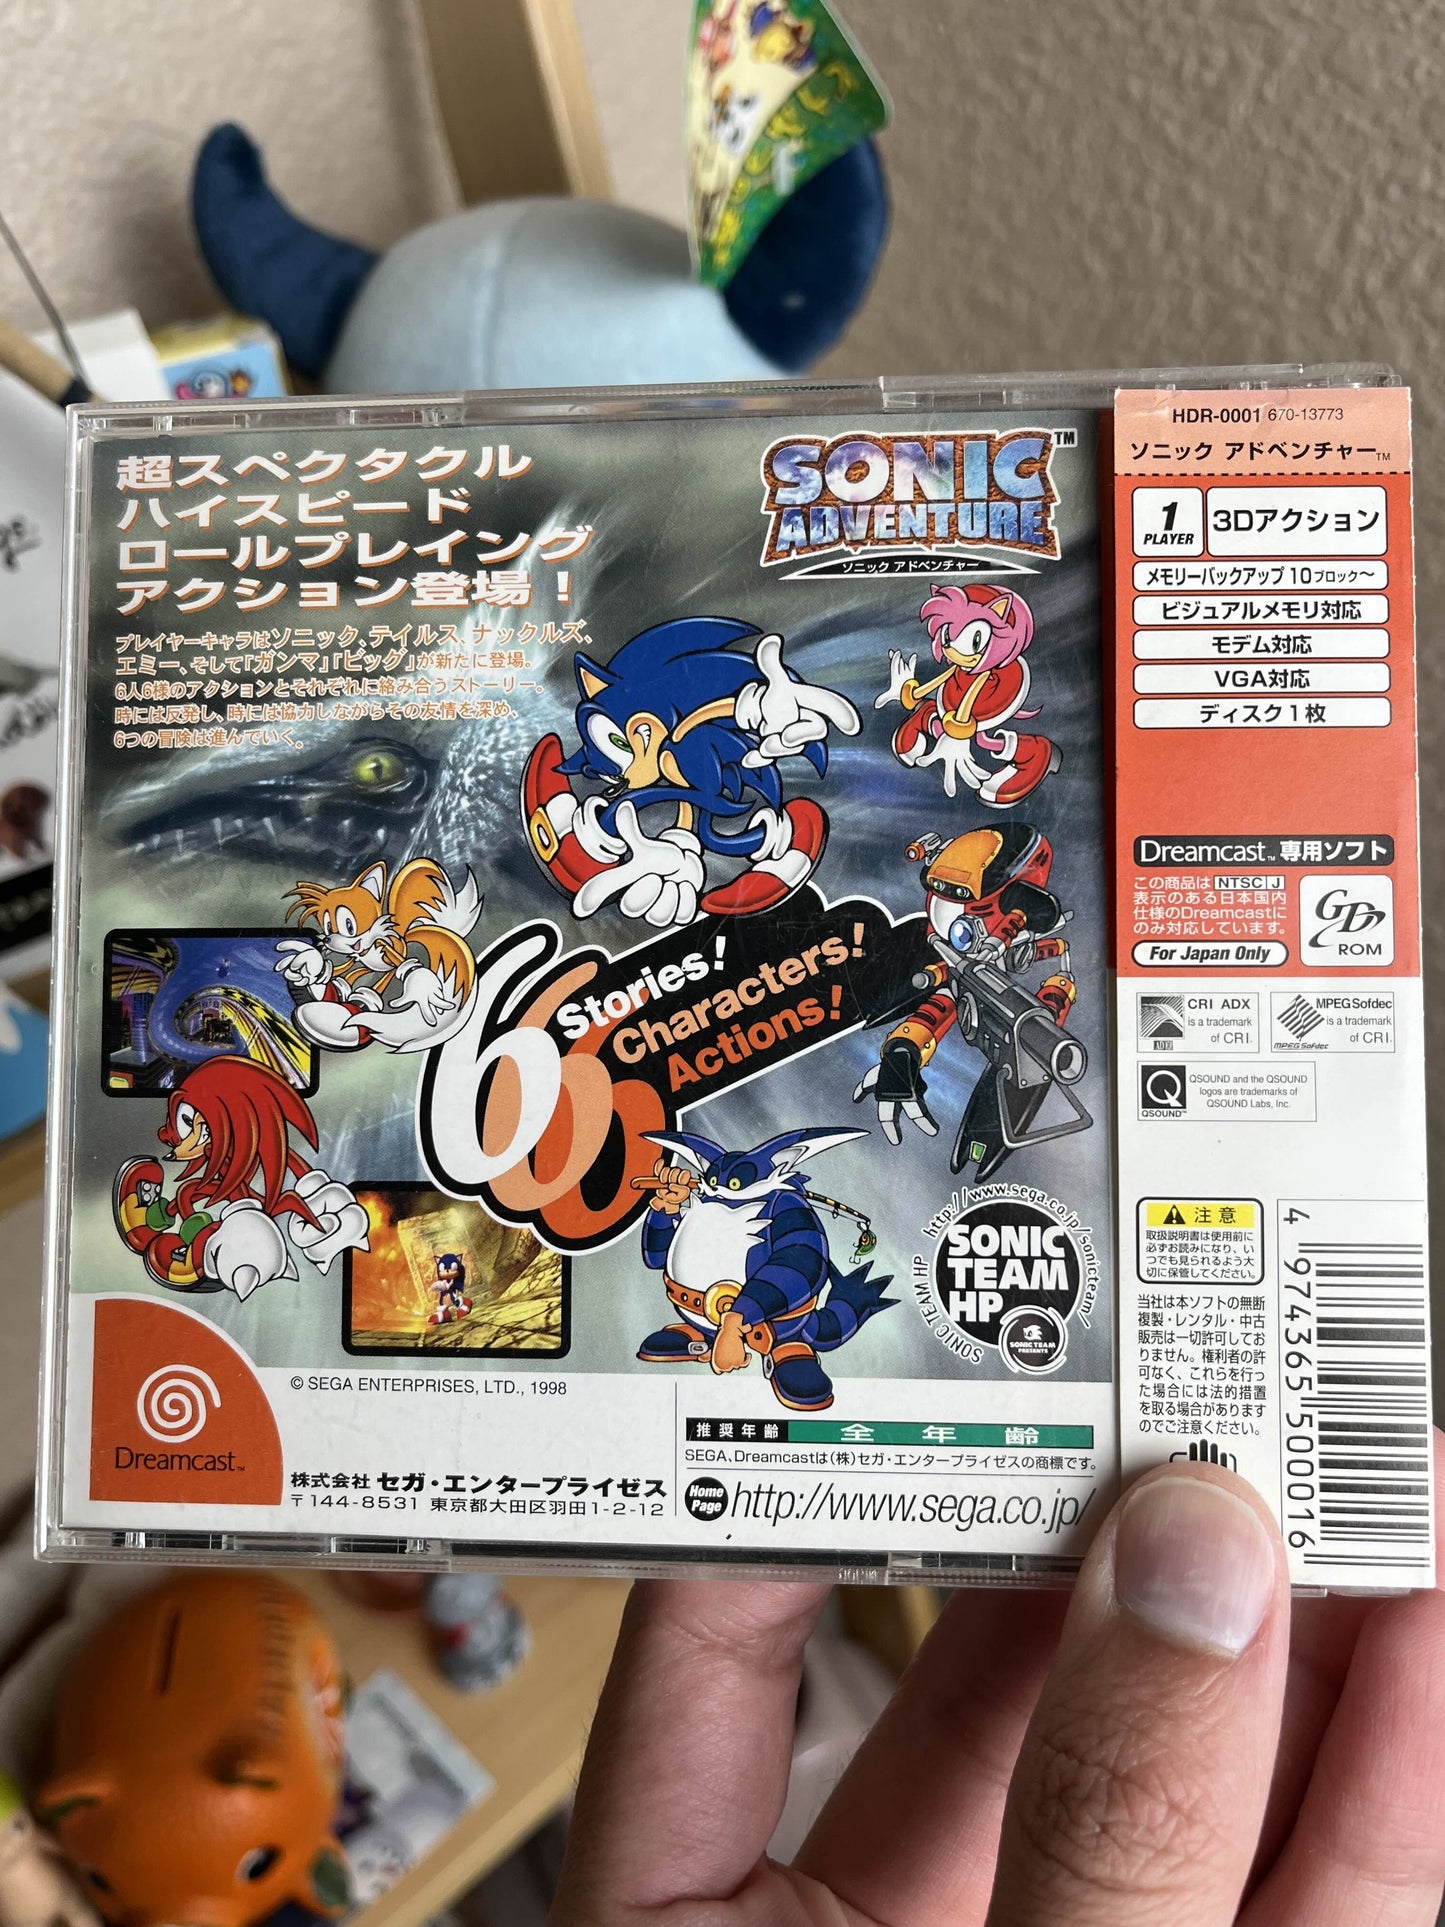 超スペクタクル
ハイスピード
ロールプレイング
アクション登場！
プレイヤーキャラはソニック、テイルス、ナックルズ、
エミー、そして「ガンマ」「ビッグ」が新たに登場。
6人6様のアクションとそれぞれに絡み合うストーリー。
時には反発し、時には協力しながらその友情を深め、
6つの冒険は進んでいく。
SONIC ™
ADVENTURE
ソニック アドベンチャー
6 Stories!
6 Characters!
6 Actions!
http://www.sega.co.jp/sonicteam/
SONIC TEAM HP
SONIC
TEAM
HP
SONIC TEAM
PRESENTS
Dreamcast™
© SEGA ENTERPRISES, LTD., 1998
株式会社 セガ・エンタープライゼス
〒144-8531 東京都大田区羽田1-2-12
推奨年齢 全年齢
SEGA、Dreamcastは（株）セガ・エンタープライゼスの商標です。
Home
Page
http://www.sega.co.jp/
HDR-0001 670-13773
ソニック アドベンチャー™
1
PLAYER
3Dアクション
メモリーバックアップ 10ブロック〜
ビジュアルメモリ対応
モデム対応
VGA対応
ディスク1枚
Dreamcast™ 専用ソフト
この商品は NTSC J
表示のある日本国内
仕様のDreamcastに
のみ対応しています。
For Japan Only
GD
ROM
CRI ADX
is a trademark
of CRI.
ADX
MPEG Sofdec
is a trademark
of CRI.
MPEG Sofdec
Q
QSOUND™
QSOUND and the QSOUND
logos are trademarks of
QSOUND Labs, Inc.
注意
取扱説明書は使用前に
必ずお読みになり、い
つでも見られるよう大
切に保管してください。
当社は本ソフトの無断
複製・レンタル・中古
販売は一切許可してお
りません。権利者の許
可なく、これらを行っ
た場合には法的措置
を取る場合があります
のでご注意ください。
4 974365 500016